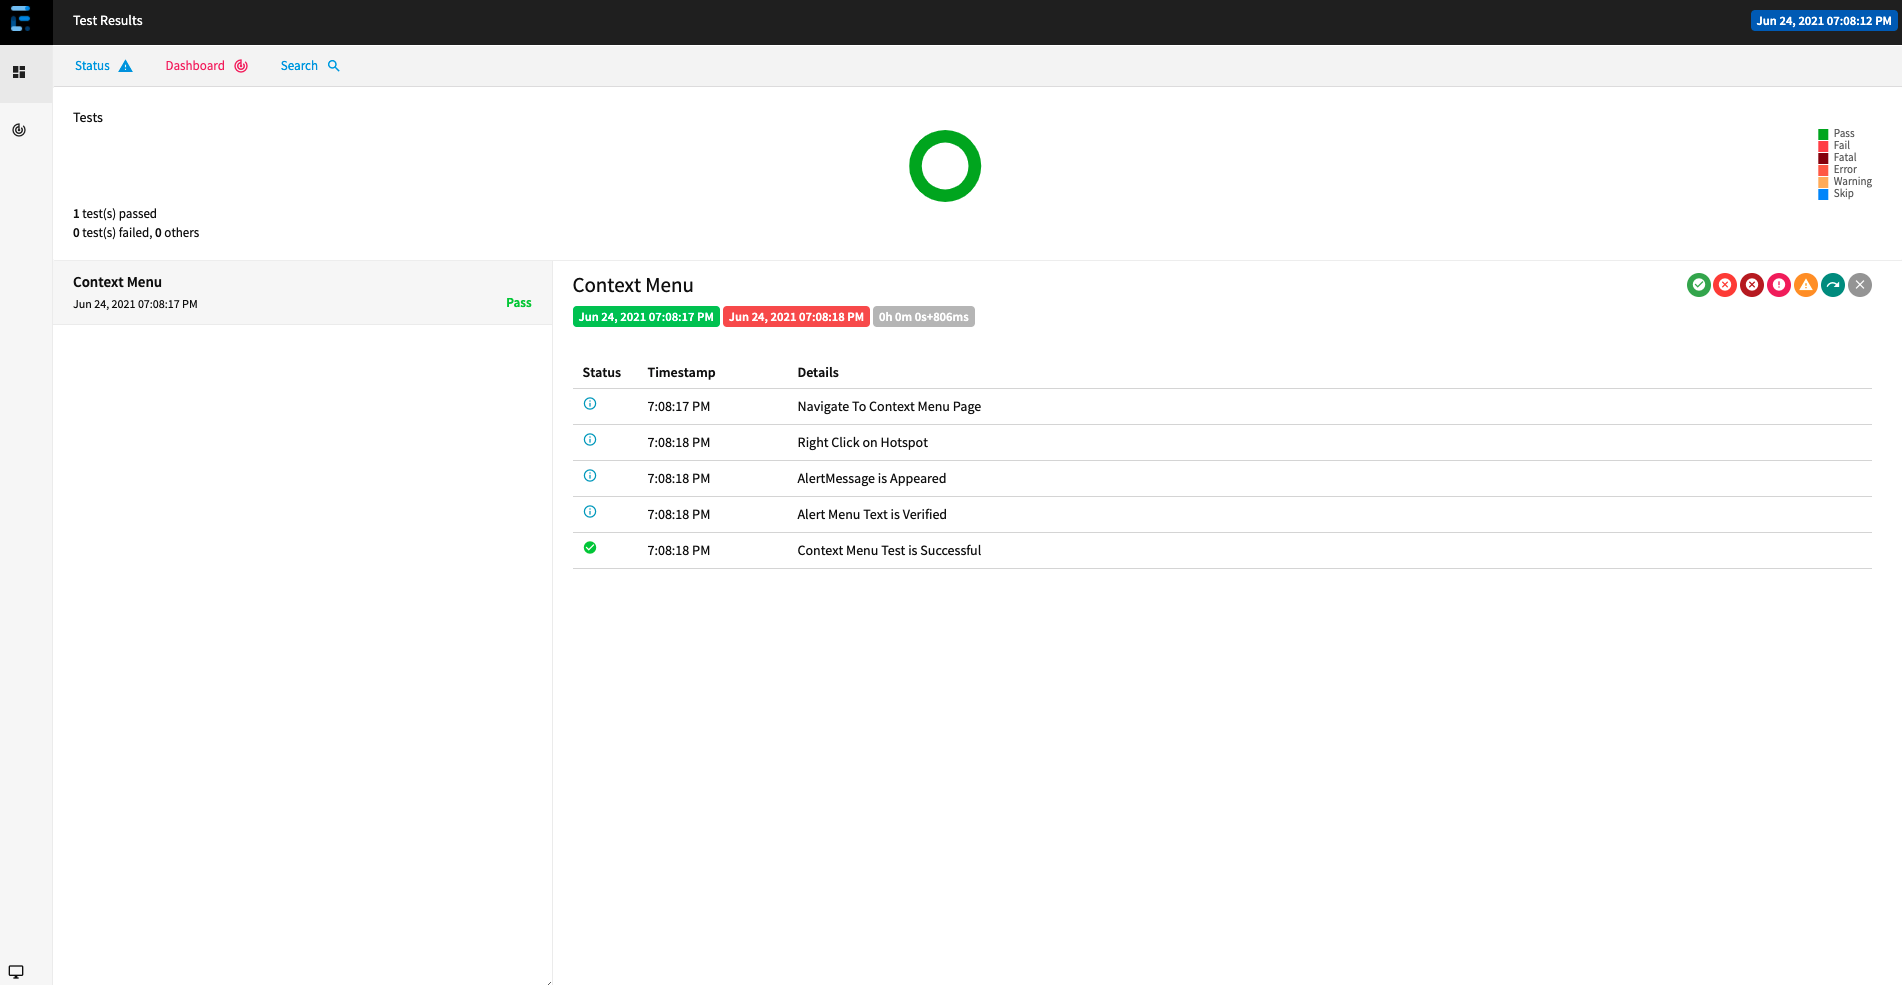 Test Results
Jun 24, 2021 07:08:12 PM
Status
Dashboard
Search
Tests
Pass
Fail
Fatal
Error
Warning
Skip
1 test(s) passed
0 test(s) failed, 0 others
Context Menu
Jun 24, 2021 07:08:17 PM
Pass
Context Menu
Jun 24, 2021 07:08:17 PM Jun 24, 2021 07:08:18 PM 0h 0m 0s+806ms
Status Timestamp Details
7:08:17 PM Navigate To Context Menu Page
7:08:18 PM Right Click on Hotspot
7:08:18 PM AlertMessage is Appeared
7:08:18 PM Alert Menu Text is Verified
7:08:18 PM Context Menu Test is Successful